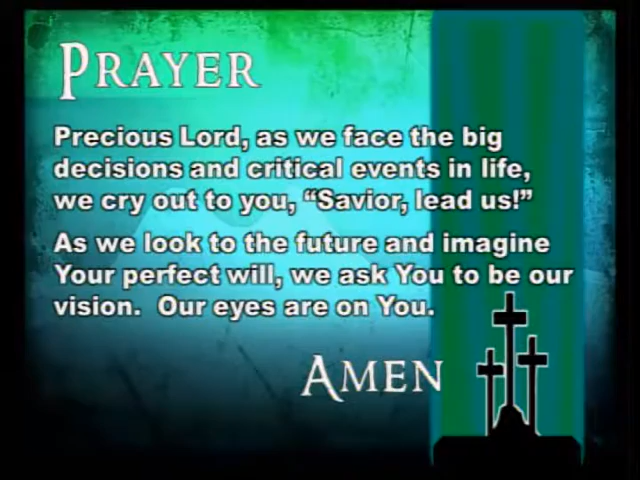 PRAYER
Precious Lord, as we face the big
decisions and critical events in life,
we cry out to you, “Savior, lead us!”
As we look to the future and imagine
Your perfect will, we ask You to be our
vision.  Our eyes are on You.
AMEN